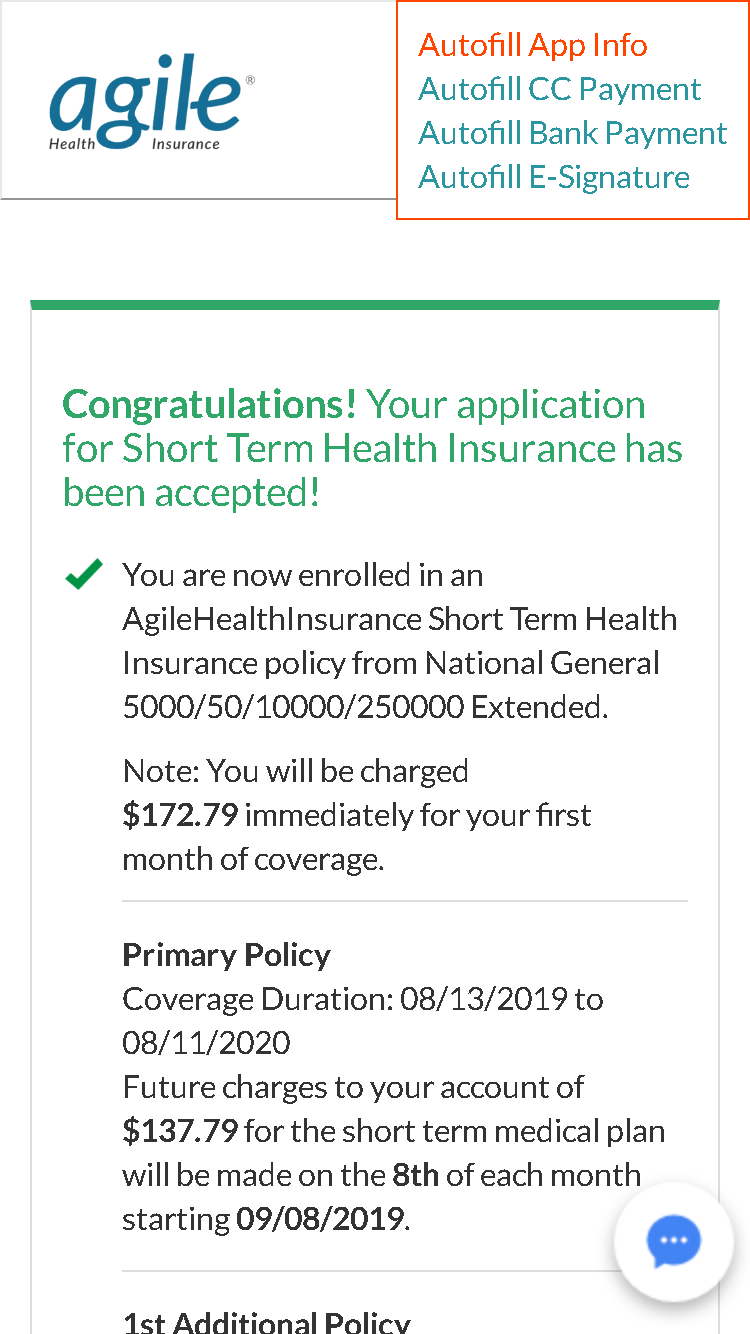 agile®
Health Insurance
Autofill App Info
Autofill CC Payment
Autofill Bank Payment
Autofill E-Signature
Congratulations! Your application
for Short Term Health Insurance has
been accepted!
You are now enrolled in an
AgileHealthInsurance Short Term Health
Insurance policy from National General
5000/50/10000/250000 Extended.
Note: You will be charged
$172.79 immediately for your first
month of coverage.
Primary Policy
Coverage Duration: 08/13/2019 to
08/11/2020
Future charges to your account of
$137.79 for the short term medical plan
will be made on the 8th of each month
starting 09/08/2019.
1st Additional Policy